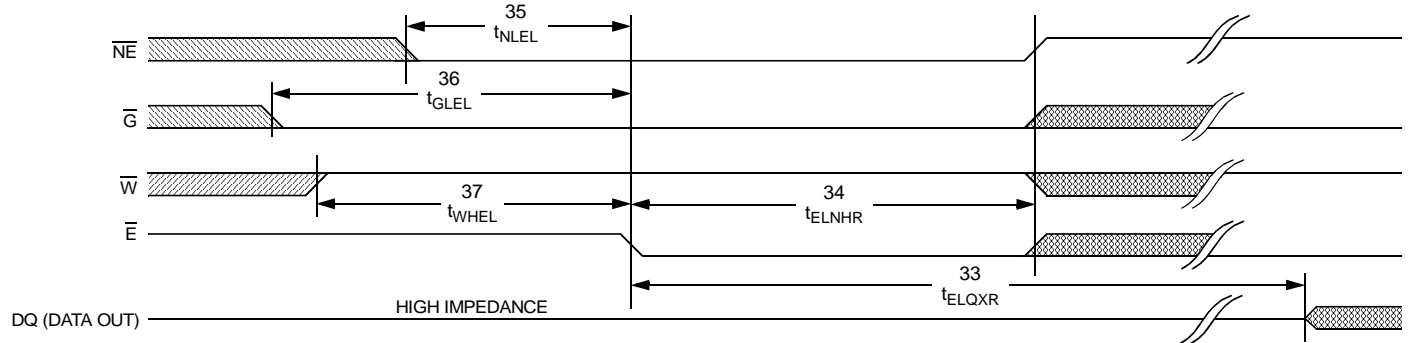 35
tNLEL
NE
36
tGLEL
G
W
37
tWHEL
34
tELNHR
E
33
tELQXR
HIGH IMPEDANCE
DQ (DATA OUT)